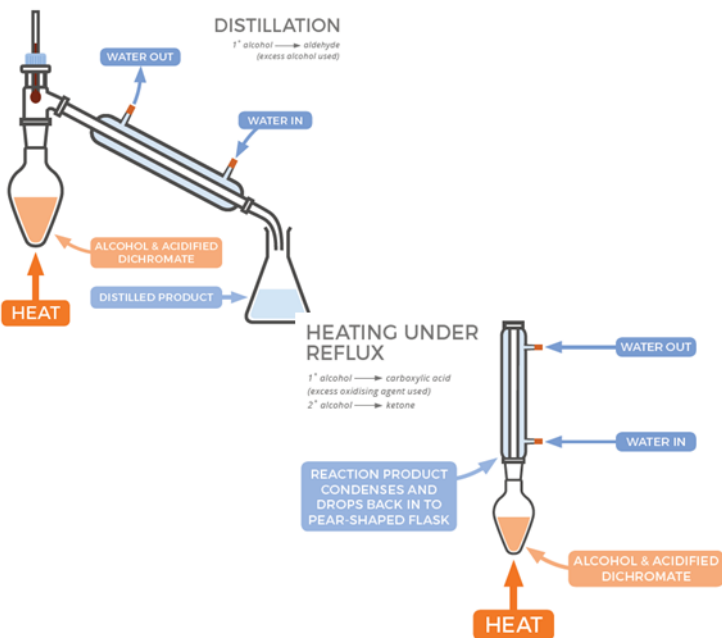 DISTILLATION
1° alcohol ⟶ aldehyde
(excess alcohol used)
WATER OUT
WATER IN
ALCOHOL & ACIDIFIED
DICHROMATE
DISTILLED PRODUCT
HEAT
HEATING UNDER
REFLUX
1° alcohol ⟶ carboxylic acid
(excess oxidising agent used)
2° alcohol ⟶ ketone
WATER OUT
WATER IN
REACTION PRODUCT
CONDENSES AND
DROPS BACK IN TO
PEAR-SHAPED FLASK
ALCOHOL & ACIDIFIED
DICHROMATE
HEAT